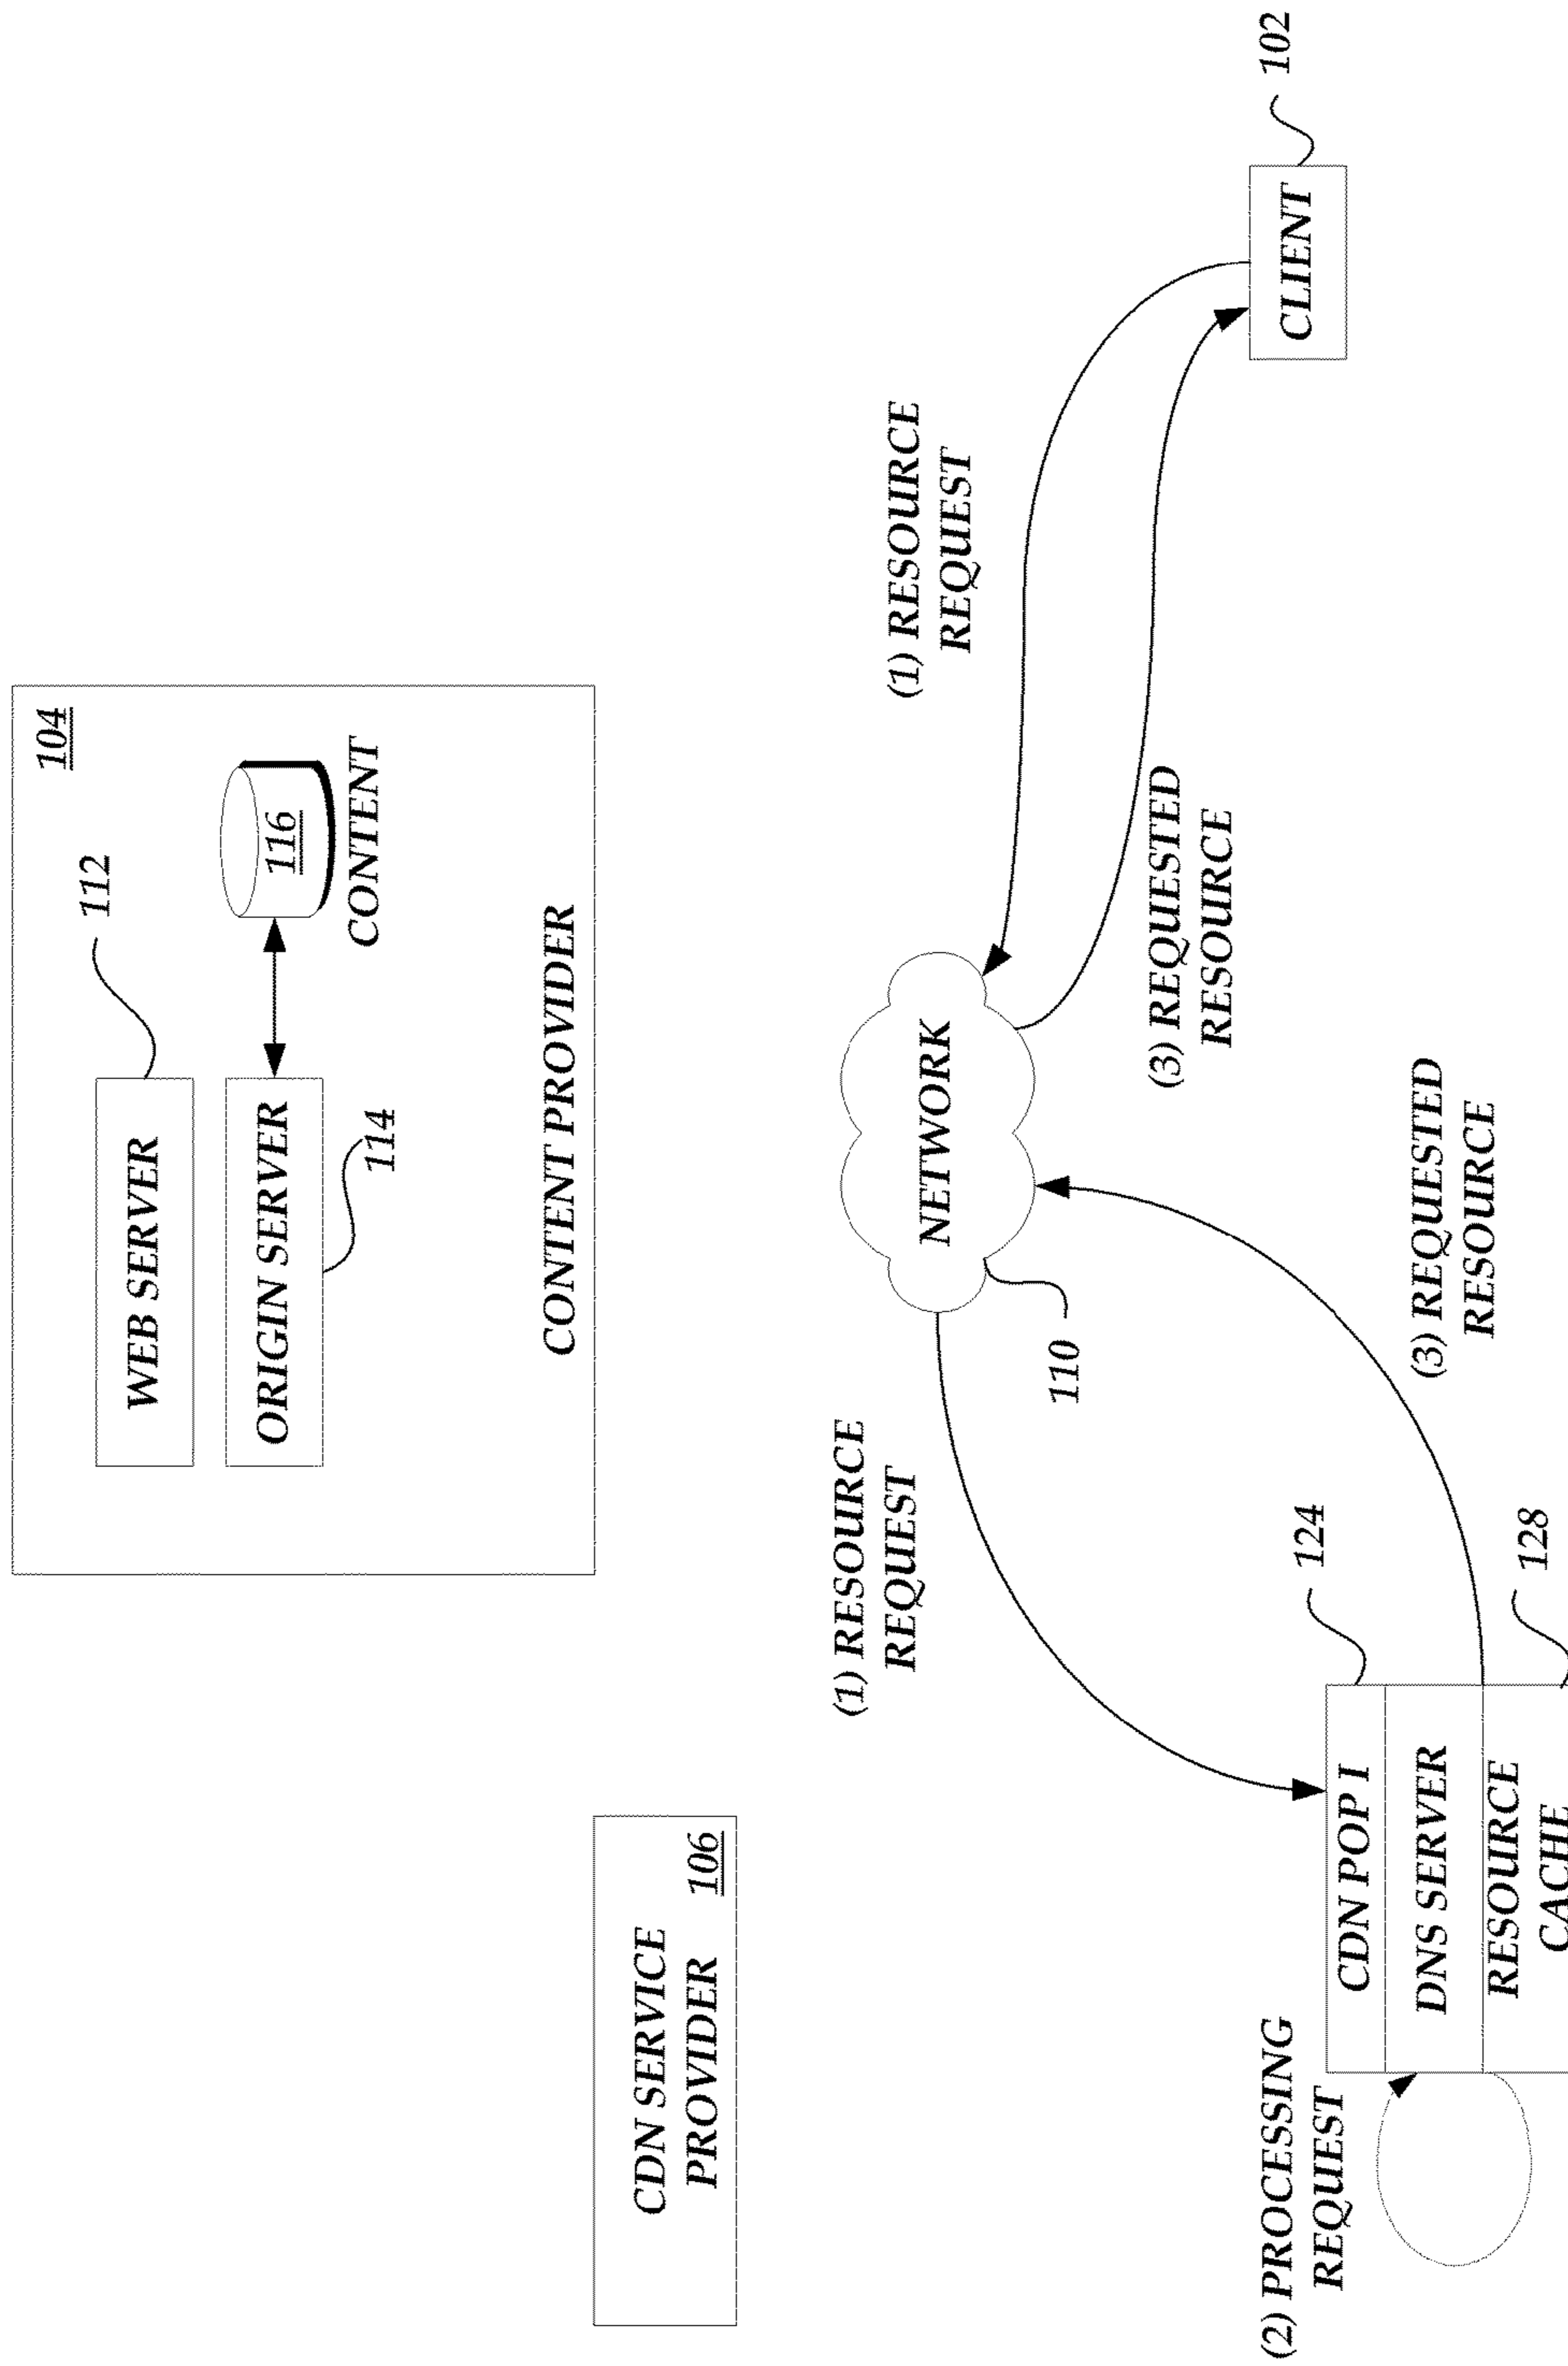 104
WEB SERVER
112
ORIGIN SERVER
114
116
CONTENT
CONTENT PROVIDER
CDN SERVICE
PROVIDER
106
(1) RESOURCE
REQUEST
NETWORK
110
(1) RESOURCE
REQUEST
(3) REQUESTED
RESOURCE
CLIENT
102
(2) PROCESSING
REQUEST
CDN POP I
124
DNS SERVER
RESOURCE
CACHE
128
(3) REQUESTED
RESOURCE